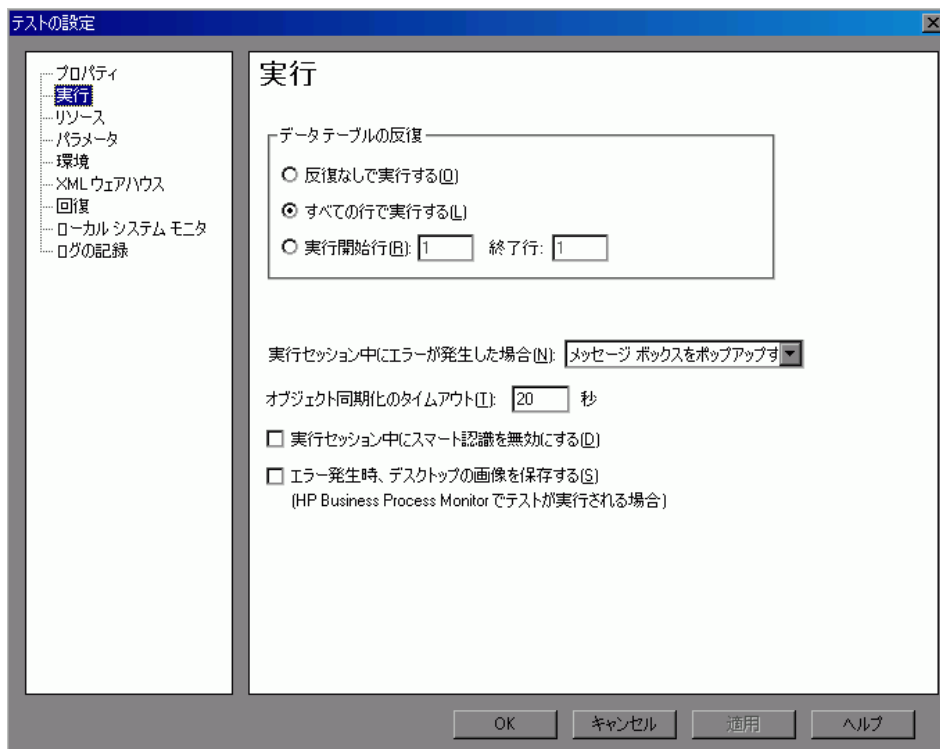 テストの設定
プロパティ
実行
リソース
パラメータ
環境
XML ウェアハウス
回復
ローカル システム モニタ
ログの記録
実行
データ テーブルの反復
反復なしで実行する(O)
すべての行で実行する(L)
実行開始行(R): 1 終了行: 1
実行セッション中にエラーが発生した場合(N): メッセージ ボックスをポップアップす
オブジェクト同期化のタイムアウト(T): 20 秒
実行セッション中にスマート認識を無効にする(D)
エラー発生時、デスクトップの画像を保存する(S)
(HP Business Process Monitor でテストが実行される場合)
OK キャンセル 適用 ヘルプ